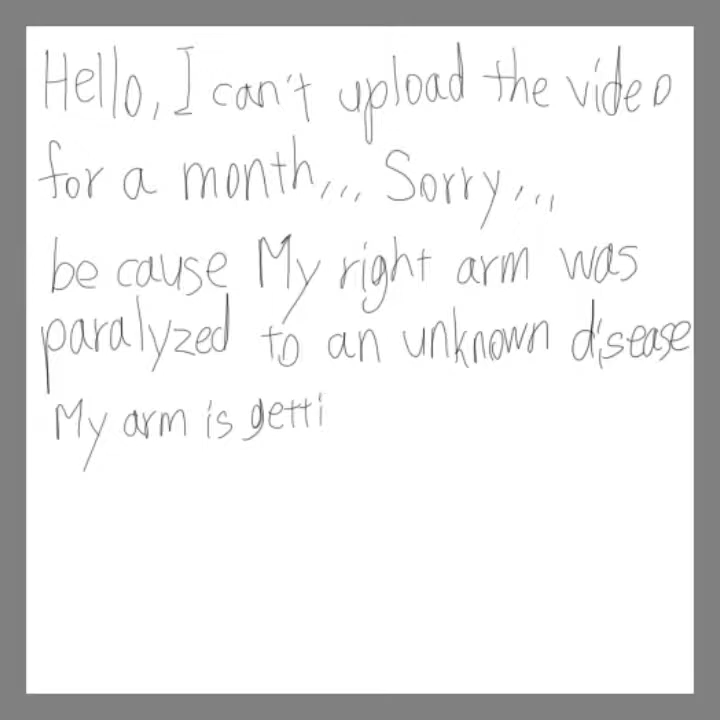 Hello, I can't upload the video
for a month,,, Sorry,,,
be cause My right arm was
paralyzed to an unknown disease
My arm is getti